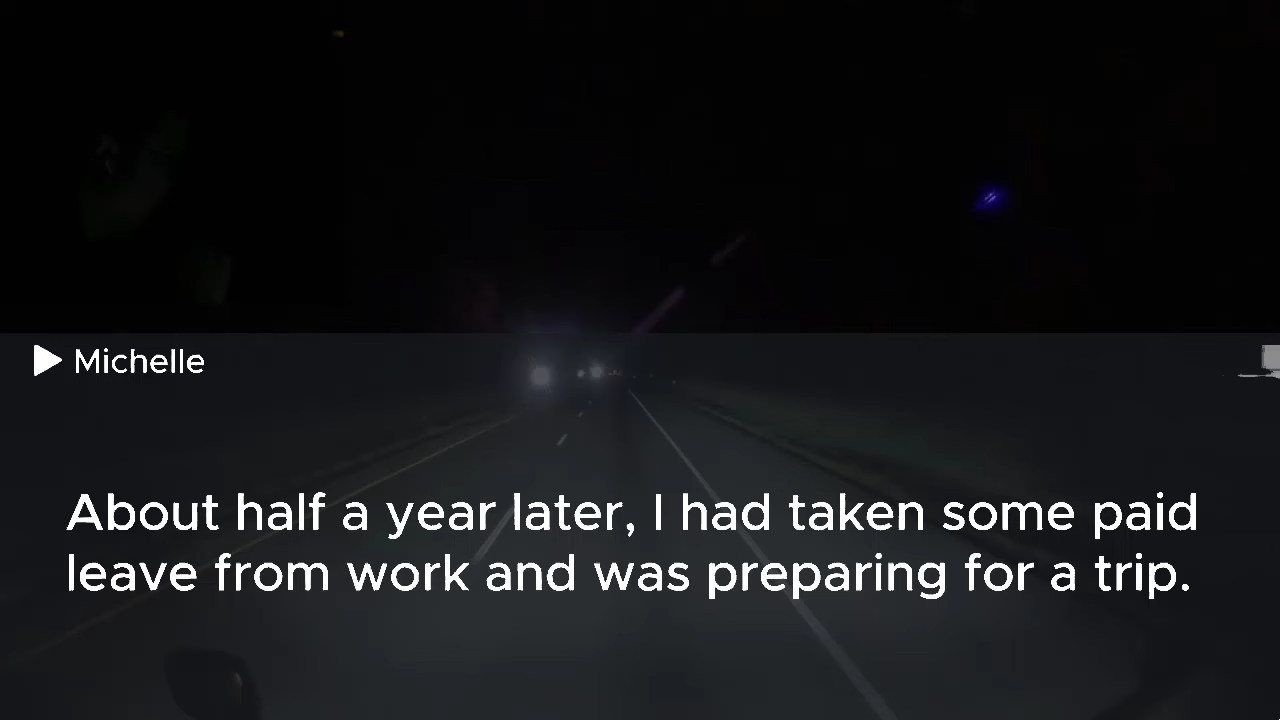 Michelle
About half a year later, I had taken some paid
leave from work and was preparing for a trip.